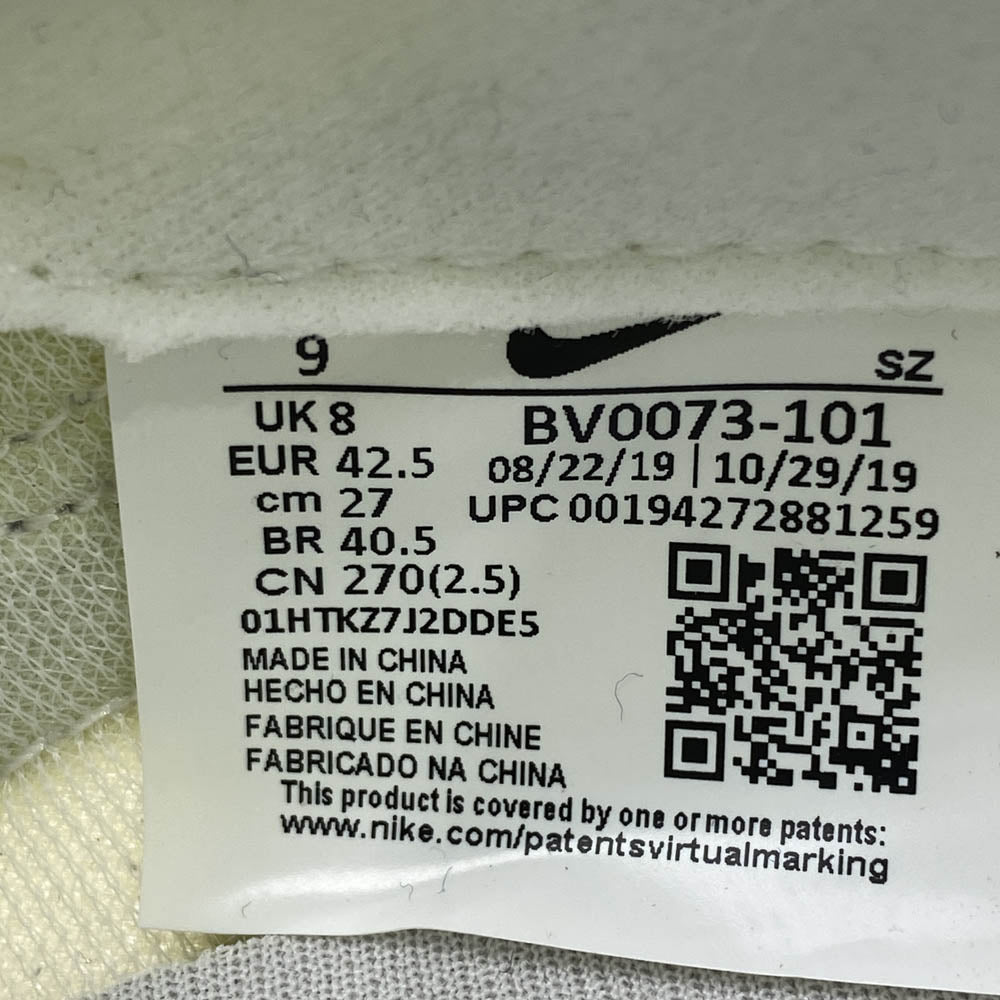 9
SZ
UK 8
BV0073-101
EUR 42.5
08/22/19 | 10/29/19
cm 27
UPC 00194272881259
BR 40.5
CN 270(2.5)
01HTKZ7J2DDE5
MADE IN CHINA
HECHO EN CHINA
FABRIQUE EN CHINE
FABRICADO NA CHINA
This product is covered by one or more patents:
www.nike.com/patentsvirtualmarking